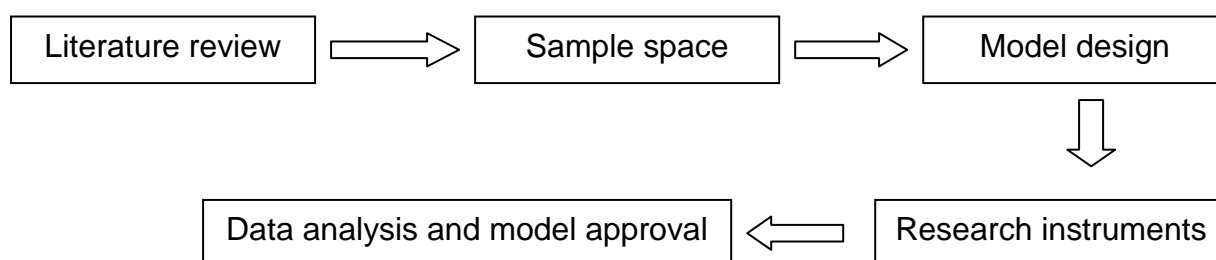 Literature review
Sample space
Model design
Research instruments
Data analysis and model approval